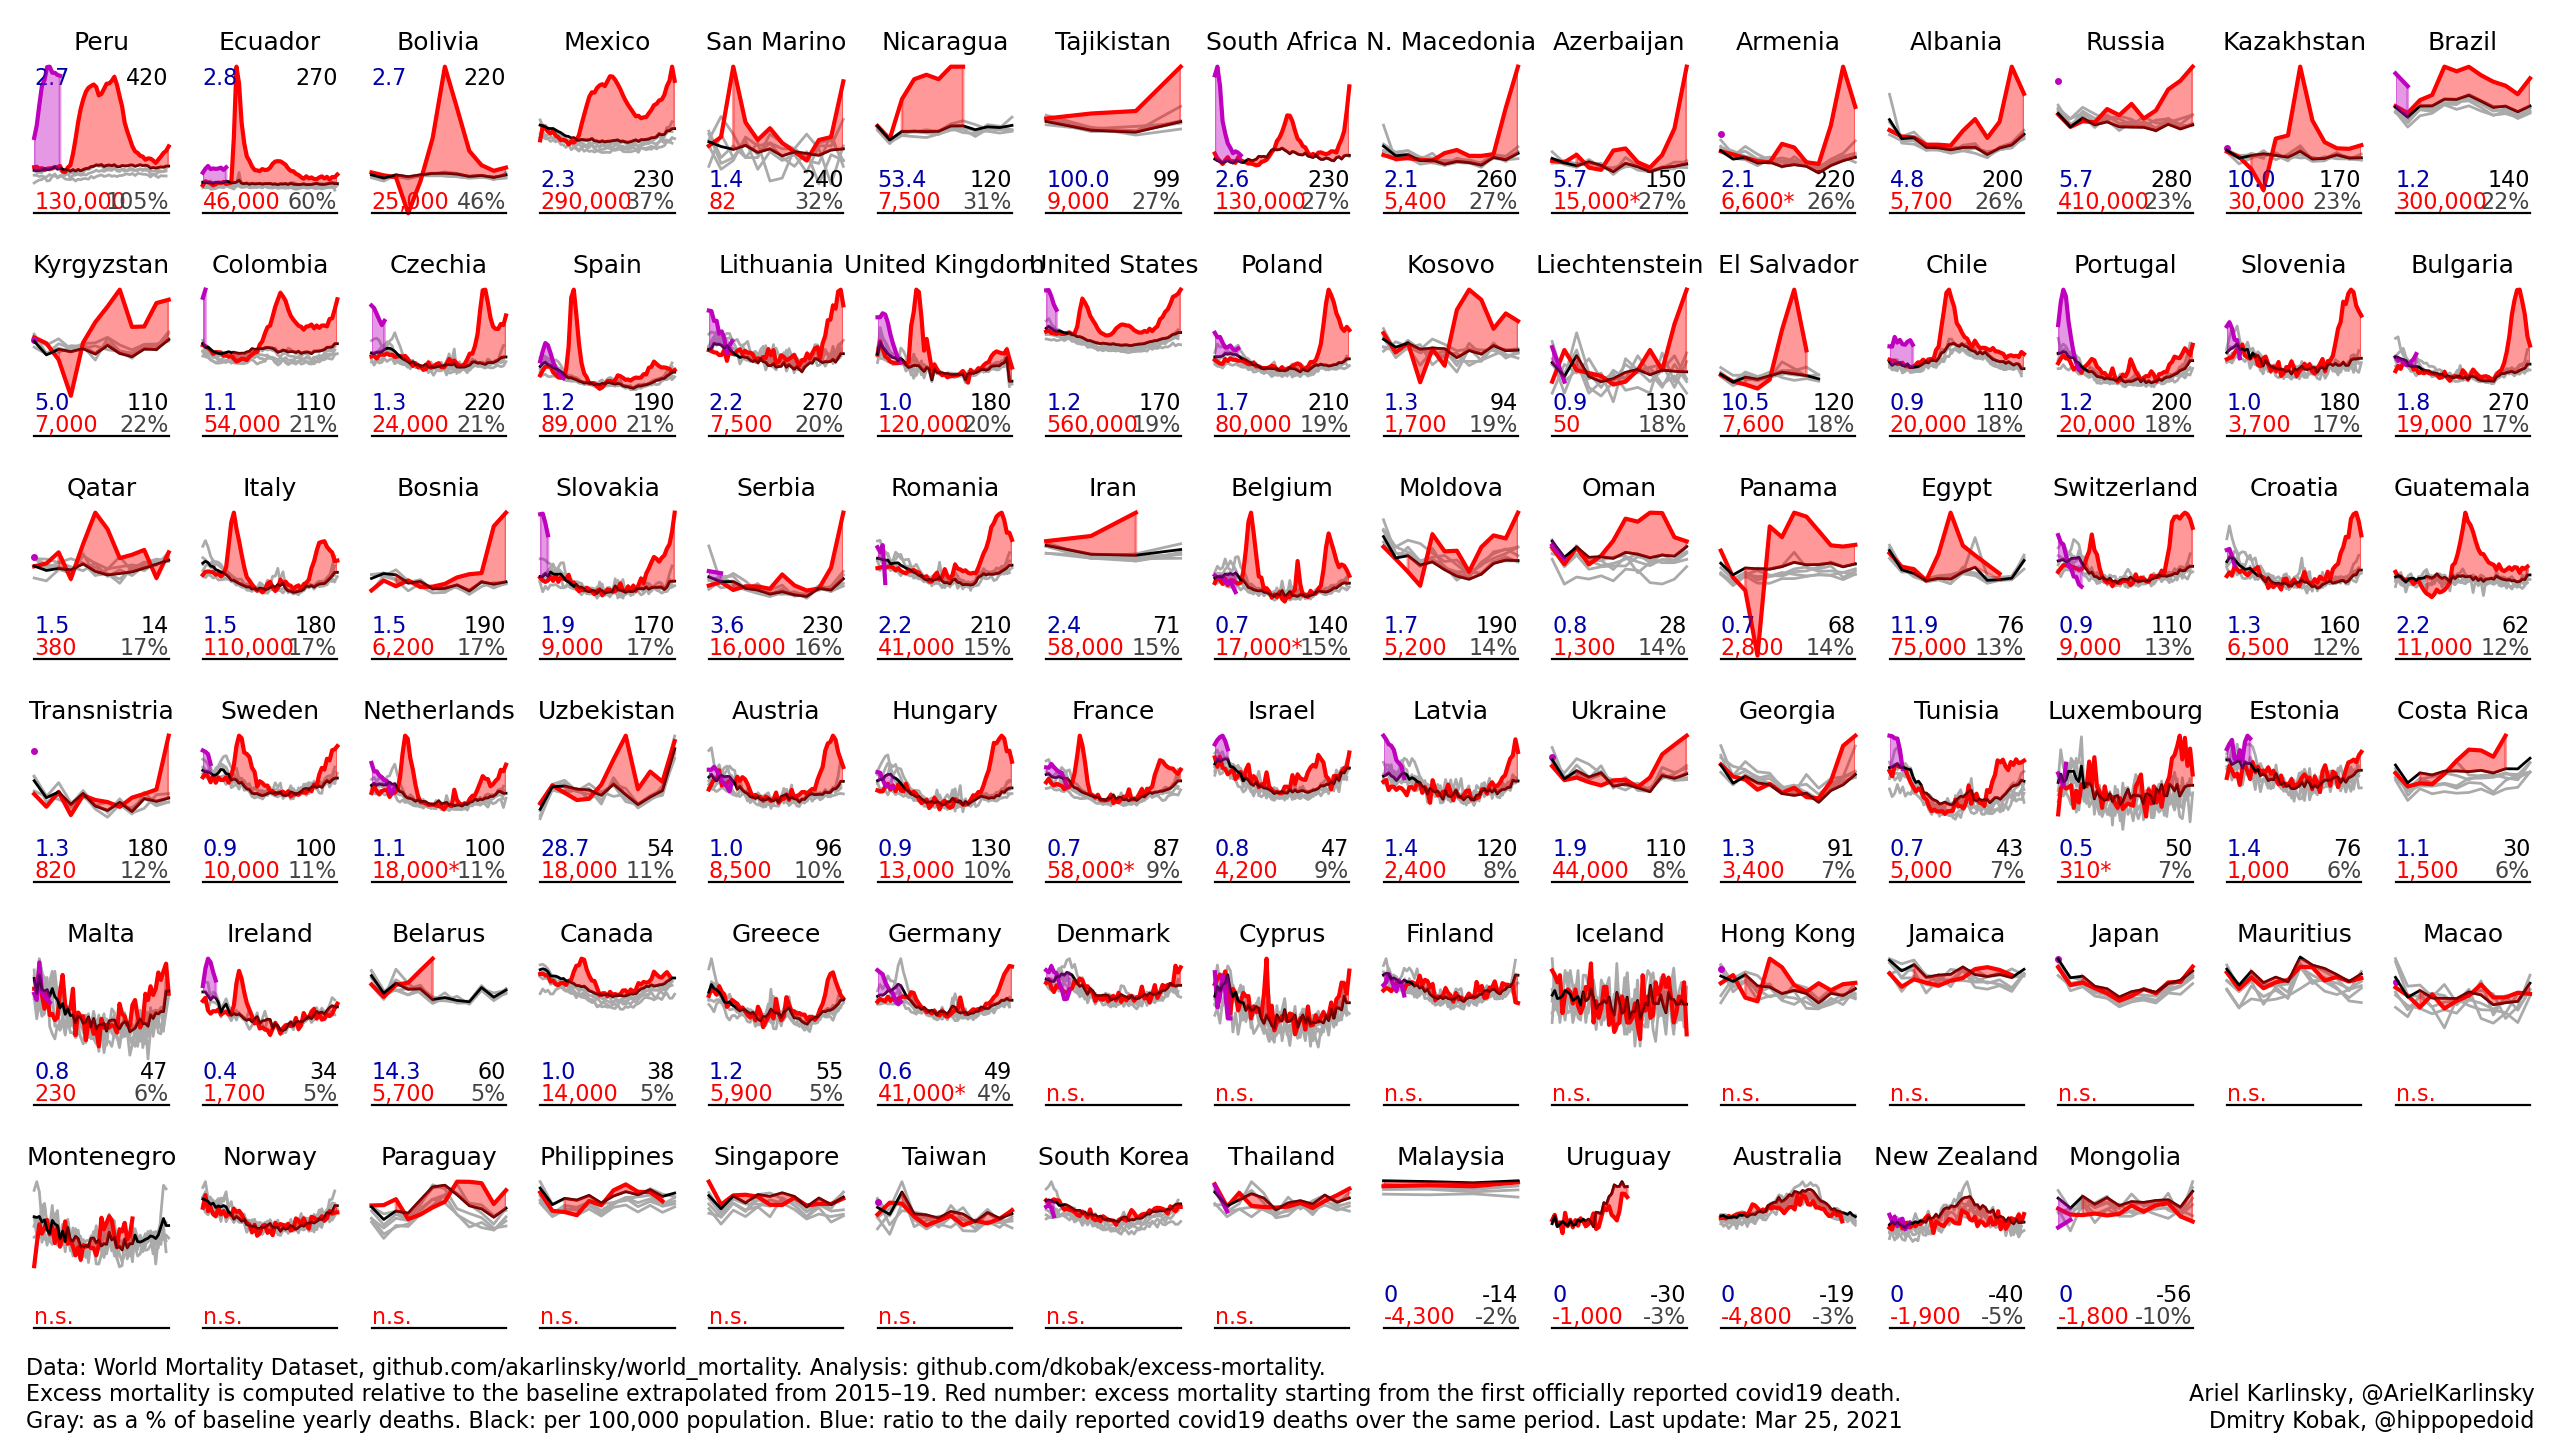 Peru Ecuador Bolivia Mexico San Marino Nicaragua Tajikistan South Africa N. Macedonia Azerbaijan Armenia Albania Russia Kazakhstan Brazil
2.7 420 2.8 270 2.7 220
2.3 230 1.4 240 53.4 120 100.0 99 2.6 230 2.1 260 5.7 150 2.1 220 4.8 200 5.7 280 10.0 170 1.2 140
130,000 105% 46,000 60% 25,000 46% 290,000 37% 82 32% 7,500 31% 9,000 27% 130,000 27% 5,400 27% 15,000* 27% 6,600* 26% 5,700 26% 410,000 23% 30,000 23% 300,000 22%
Kyrgyzstan Colombia Czechia Spain Lithuania United Kingdom United States Poland Kosovo Liechtenstein El Salvador Chile Portugal Slovenia Bulgaria
5.0 110 1.1 110 1.3 220 1.2 190 2.2 270 1.0 180 1.2 170 1.7 210 1.3 94 0.9 130 10.5 120 0.9 110 1.2 200 1.0 180 1.8 270
7,000 22% 54,000 21% 24,000 21% 89,000 21% 7,500 20% 120,000 20% 560,000 19% 80,000 19% 1,700 19% 50 18% 7,600 18% 20,000 18% 20,000 18% 3,700 17% 19,000 17%
Qatar Italy Bosnia Slovakia Serbia Romania Iran Belgium Moldova Oman Panama Egypt Switzerland Croatia Guatemala
1.5 14 1.5 180 1.5 190 1.9 170 3.6 230 2.2 210 2.4 71 0.7 140 1.7 190 0.8 28 0.7 68 11.9 76 0.9 110 1.3 160 2.2 62
380 17% 110,000 17% 6,200 17% 9,000 17% 16,000 16% 41,000 15% 58,000 15% 17,000* 15% 5,200 14% 1,300 14% 2,800 14% 75,000 13% 9,000 13% 6,500 12% 11,000 12%
Transnistria Sweden Netherlands Uzbekistan Austria Hungary France Israel Latvia Ukraine Georgia Tunisia Luxembourg Estonia Costa Rica
1.3 180 0.9 100 1.1 100 28.7 54 1.0 96 0.9 130 0.7 87 0.8 47 1.4 120 1.9 110 1.3 91 0.7 43 0.5 50 1.4 76 1.1 30
820 12% 10,000 11% 18,000* 11% 18,000 11% 8,500 10% 13,000 10% 58,000* 9% 4,200 9% 2,400 8% 44,000 8% 3,400 7% 5,000 7% 310* 7% 1,000 6% 1,500 6%
Malta Ireland Belarus Canada Greece Germany Denmark Cyprus Finland Iceland Hong Kong Jamaica Japan Mauritius Macao
0.8 47 0.4 34 14.3 60 1.0 38 1.2 55 0.6 49
230 6% 1,700 5% 5,700 5% 14,000 5% 5,900 5% 41,000* 4% n.s. n.s. n.s. n.s. n.s. n.s. n.s. n.s. n.s.
Montenegro Norway Paraguay Philippines Singapore Taiwan South Korea Thailand Malaysia Uruguay Australia New Zealand Mongolia
0 -14 0 -30 0 -19 0 -40 0 -56
n.s. n.s. n.s. n.s. n.s. n.s. n.s. n.s. -4,300 -2% -1,000 -3% -4,800 -3% -1,900 -5% -1,800 -10%
Data: World Mortality Dataset, github.com/akarlinsky/world_mortality. Analysis: github.com/dkobak/excess-mortality.
Excess mortality is computed relative to the baseline extrapolated from 2015–19. Red number: excess mortality starting from the first officially reported covid19 death.
Gray: as a % of baseline yearly deaths. Black: per 100,000 population. Blue: ratio to the daily reported covid19 deaths over the same period. Last update: Mar 25, 2021
Ariel Karlinsky, @ArielKarlinsky
Dmitry Kobak, @hippopedoid